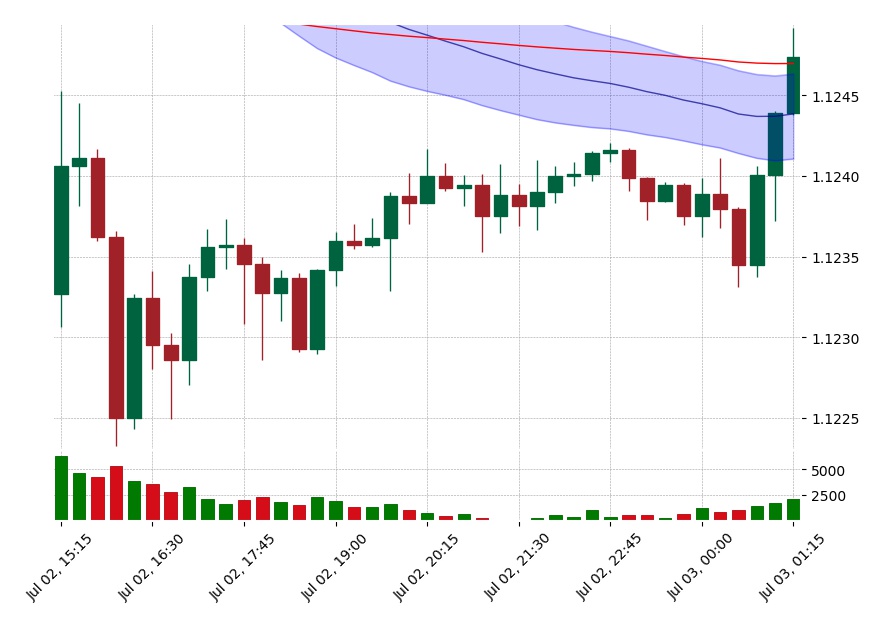 1.1245
1.1240
1.1235
1.1230
1.1225
5000
2500
Jul 02, 15:15
Jul 02, 16:30
Jul 02, 17:45
Jul 02, 19:00
Jul 02, 20:15
Jul 02, 21:30
Jul 02, 22:45
Jul 03, 00:00
Jul 03, 01:15